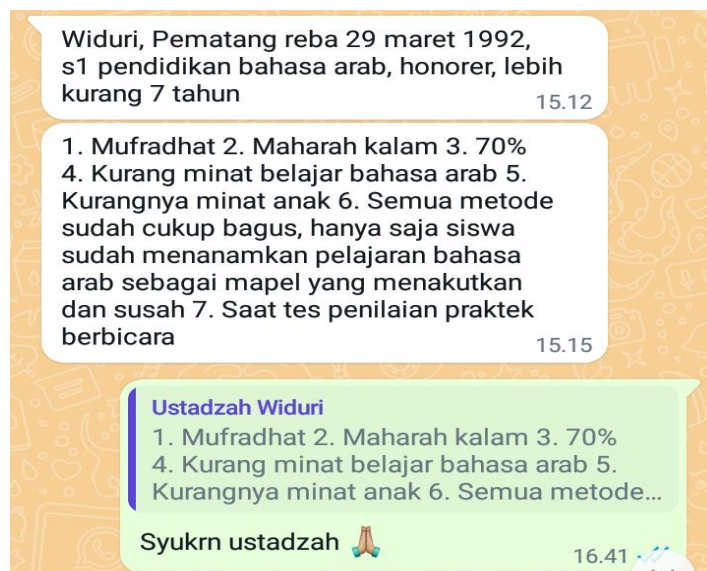 Widuri, Pematang reba 29 maret 1992,
s1 pendidikan bahasa arab, honorer, lebih
kurang 7 tahun
15.12
1. Mufradhat 2. Maharah kalam 3. 70%
4. Kurang minat belajar bahasa arab 5.
Kurangnya minat anak 6. Semua metode
sudah cukup bagus, hanya saja siswa
sudah menanamkan pelajaran bahasa
arab sebagai mapel yang menakutkan
dan susah 7. Saat tes penilaian praktek
berbicara
15.15
Ustadzah Widuri
1. Mufradhat 2. Maharah kalam 3. 70%
4. Kurang minat belajar bahasa arab 5.
Kurangnya minat anak 6. Semua metode...
Syukrn ustadzah 🙏🏼
16.41